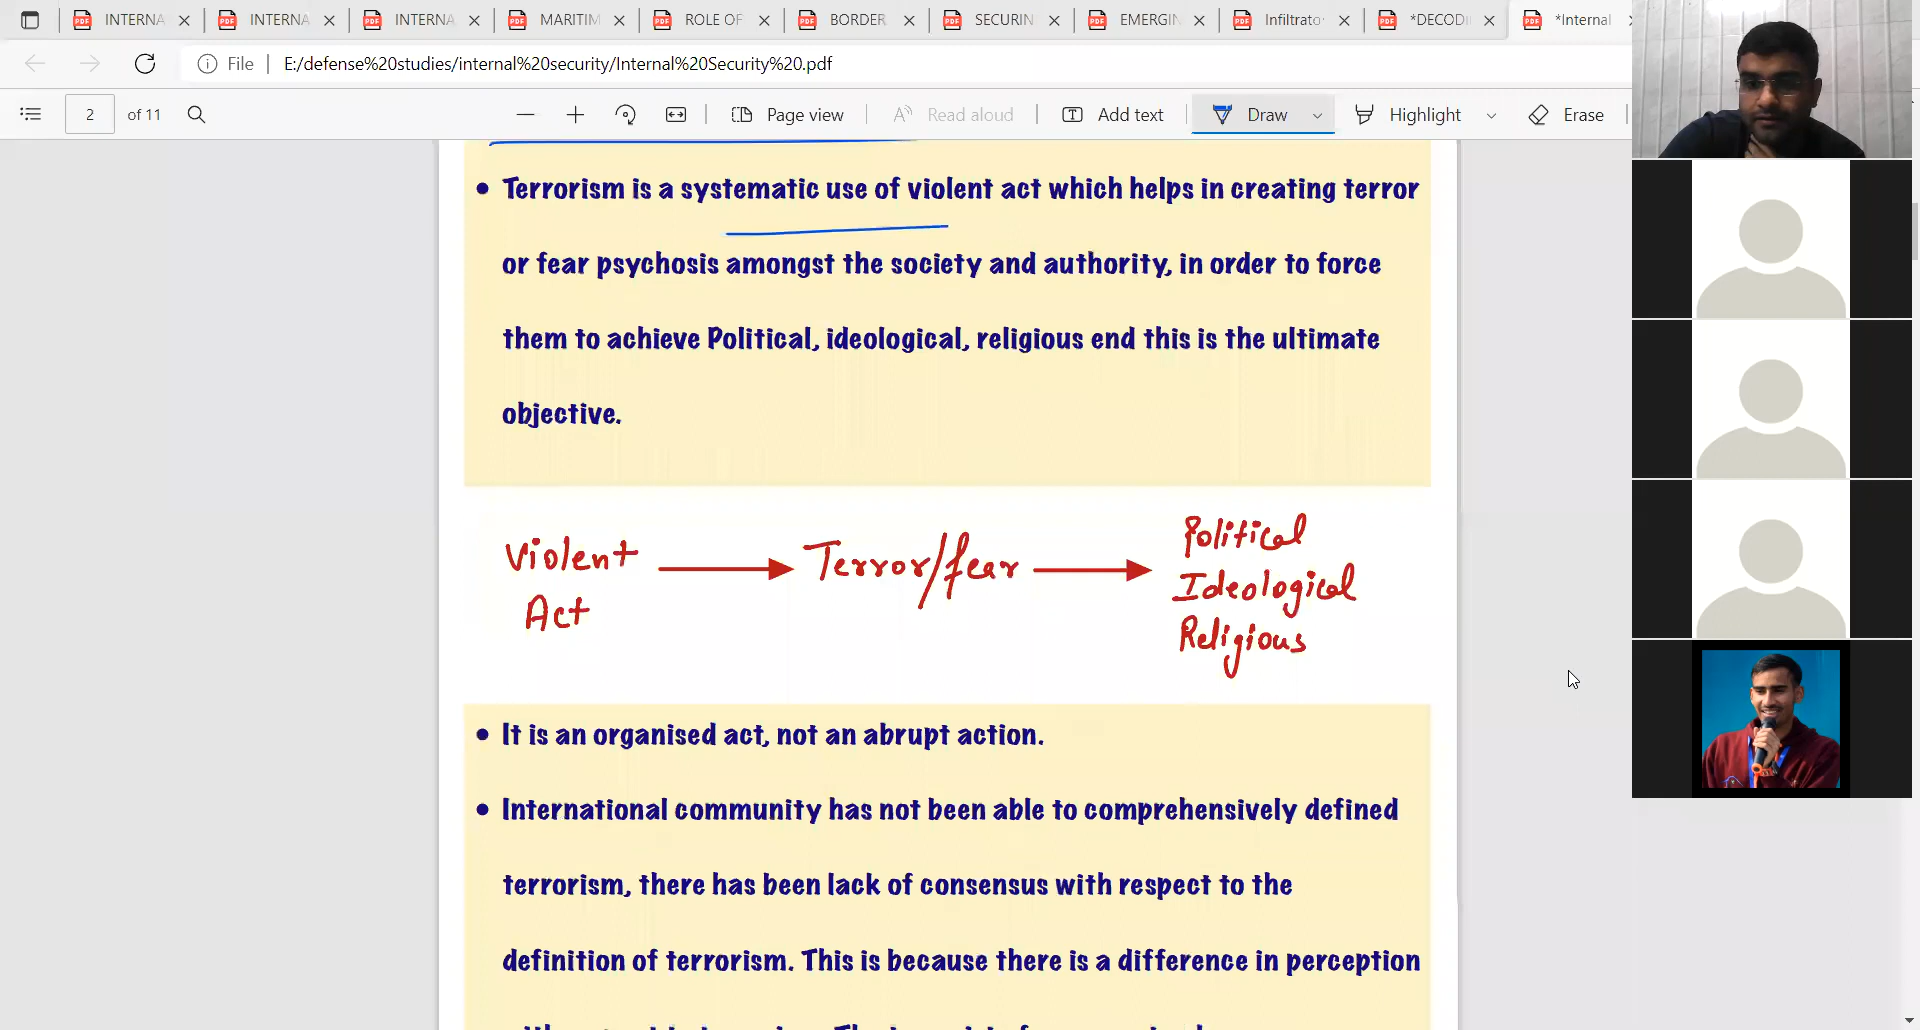 INTERNA
INTERNA
INTERNA
MARITIM
ROLE OF
BORDER
SECURIN
EMERGIN
Infiltrato
*DECODI
*Internal
File
E:/defense%20studies/internal%20security/Internal%20Security%20.pdf
2 of 11
Page view
Read aloud
Add text
Draw
Highlight
Erase
• Terrorism is a systematic use of violent act which helps in creating terror
or fear psychosis amongst the society and authority, in order to force
them to achieve Political, ideological, religious end this is the ultimate
objective.
Violent
Act
Terror/fear
Political
Ideological
Religious
• It is an organised act, not an abrupt action.
• International community has not been able to comprehensively defined
terrorism, there has been lack of consensus with respect to the
definition of terrorism. This is because there is a difference in perception